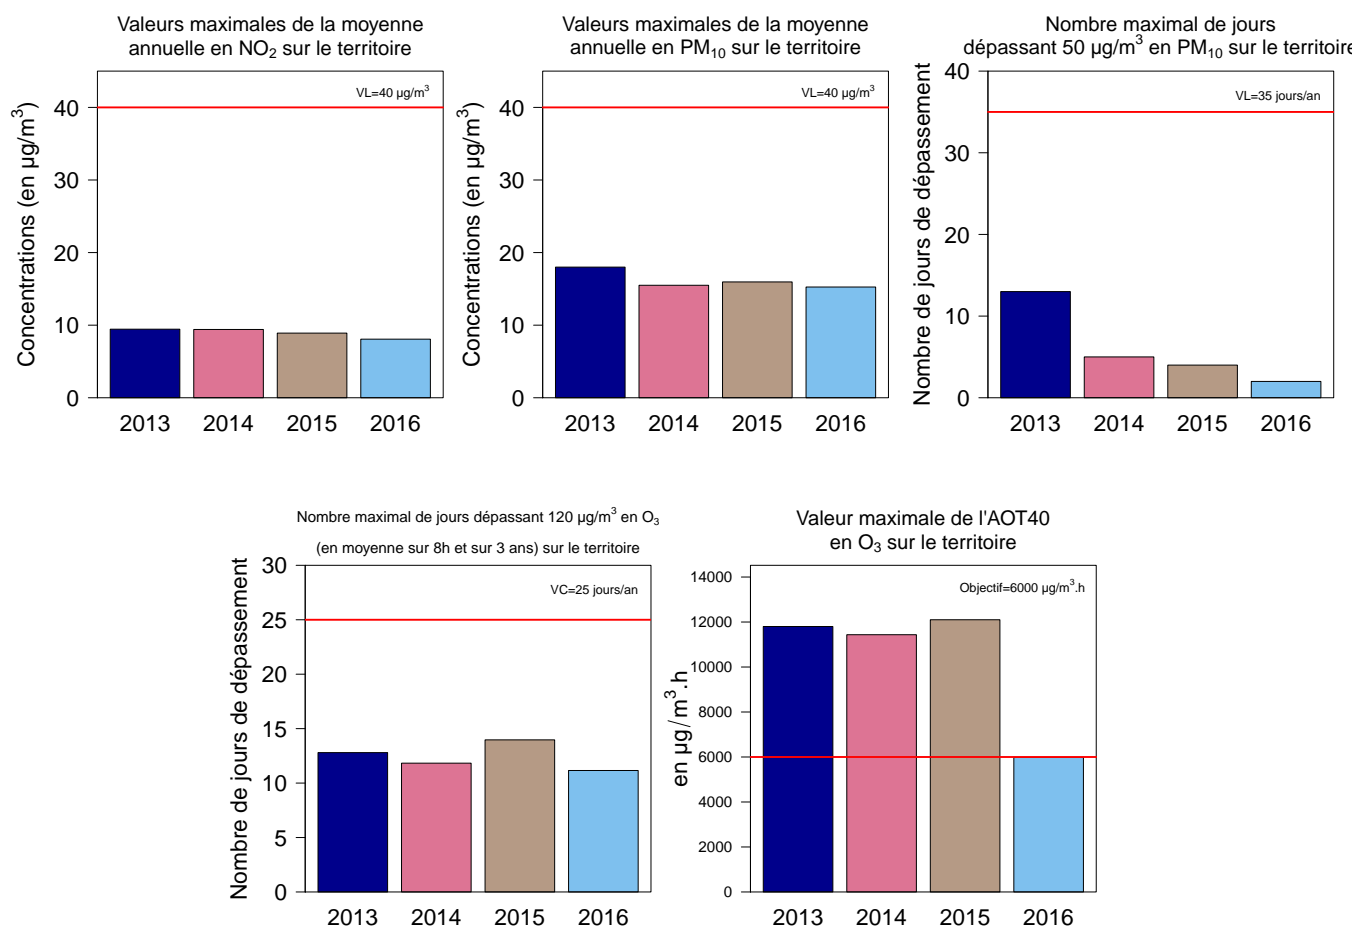 Valeurs maximales de la moyenne
annuelle en NO₂ sur le territoire
Concentrations (en µg/m³)
40
30
20
10
0
VL=40 µg/m³
2013 2014 2015 2016
Valeurs maximales de la moyenne
annuelle en PM₁₀ sur le territoire
Concentrations (en µg/m³)
40
30
20
10
0
VL=40 µg/m³
2013 2014 2015 2016
Nombre maximal de jours
dépassant 50 µg/m³ en PM₁₀ sur le territoire
Nombre de jours de dépassement
40
30
20
10
0
VL=35 jours/an
2013 2014 2015 2016
Nombre maximal de jours dépassant 120 µg/m³ en O₃
(en moyenne sur 8h et sur 3 ans) sur le territoire
Nombre de jours de dépassement
30
25
20
15
10
5
0
VC=25 jours/an
2013 2014 2015 2016
Valeur maximale de l'AOT40
en O₃ sur le territoire
en µg/m³.h
14000
12000
10000
8000
6000
4000
2000
0
Objectif=6000 µg/m³.h
2013 2014 2015 2016